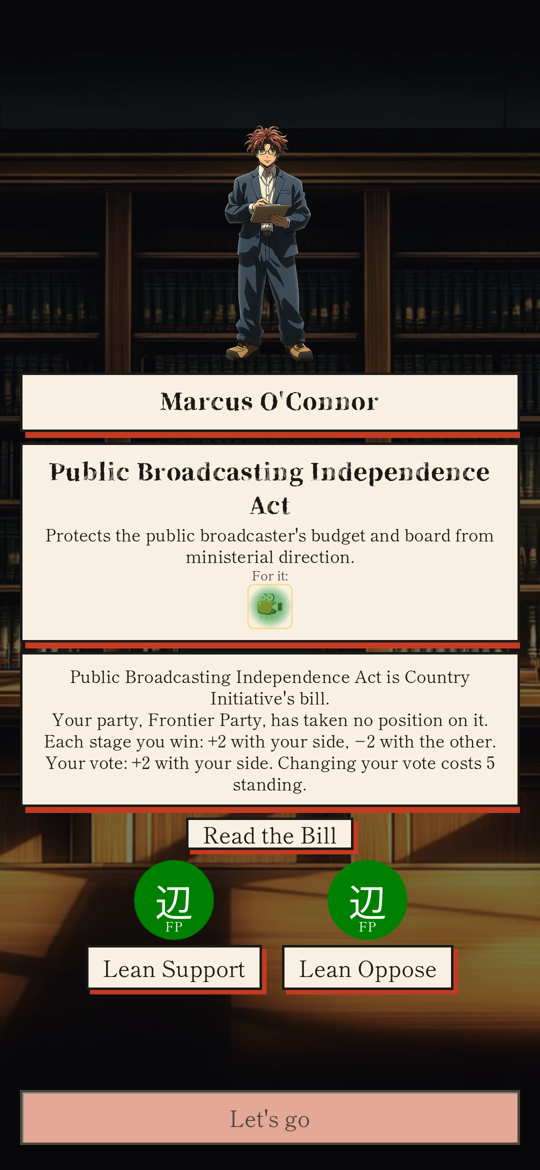 Marcus O'Connor
Public Broadcasting Independence
Act
Protects the public broadcaster's budget and board from
ministerial direction.
For it:
Public Broadcasting Independence Act is Country
Initiative's bill.
Your party, Frontier Party, has taken no position on it.
Each stage you win: +2 with your side, −2 with the other.
Your vote: +2 with your side. Changing your vote costs 5
standing.
Read the Bill
辺 辺
FP FP
Lean Support Lean Oppose
Let's go